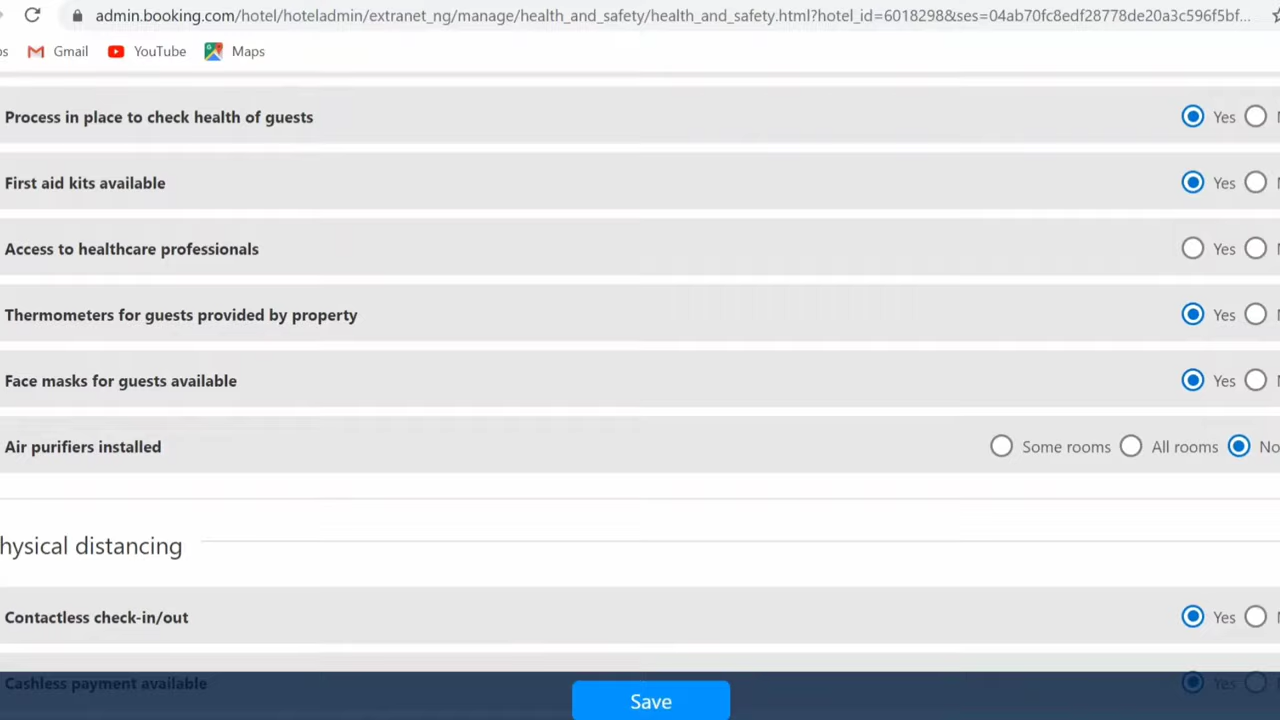 admin.booking.com/hotel/hoteladmin/extranet_ng/manage/health_and_safety/health_and_safety.html?hotel_id=6018298&ses=04ab70fc8edf28778de20a3c596f5bf...
Gmail YouTube Maps
Process in place to check health of guests Yes
First aid kits available Yes
Access to healthcare professionals Yes
Thermometers for guests provided by property Yes
Face masks for guests available Yes
Air purifiers installed Some rooms All rooms No
hysical distancing
Contactless check-in/out Yes
Cashless payment available Yes
Save